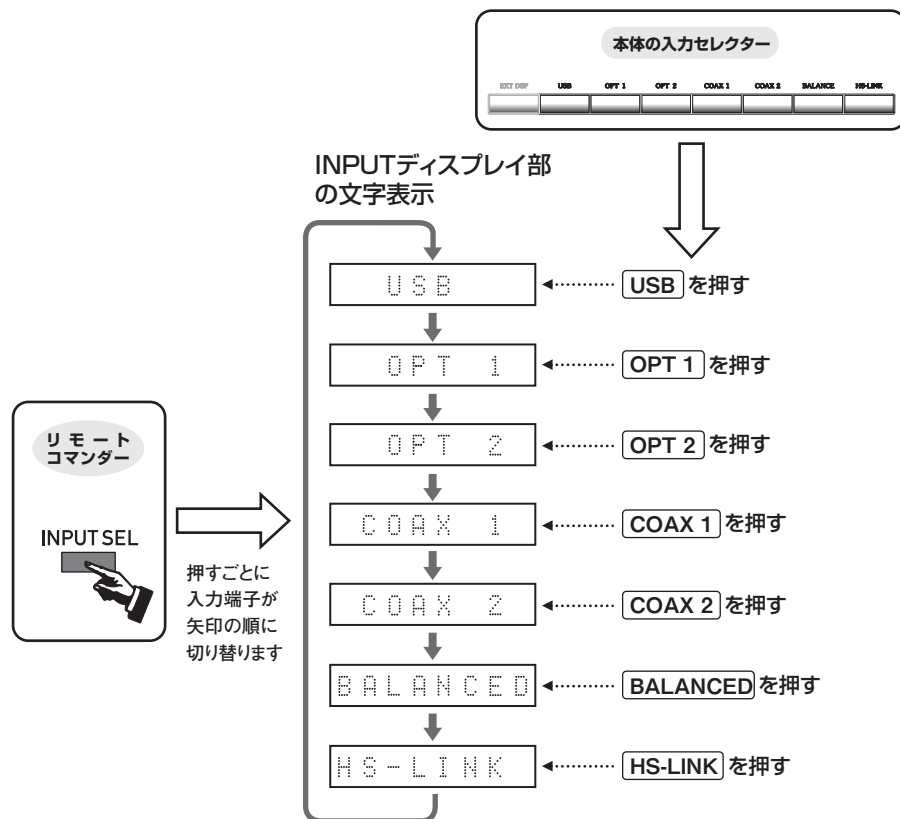 本体の入力セレクター
EXT DSP USB OPT 1 OPT 2 COAX 1 COAX 2 BALANCE HS-LINK
INPUTディスプレイ部
の文字表示
USB
USB を押す
OPT 1
OPT 1 を押す
OPT 2
OPT 2 を押す
COAX 1
COAX 1 を押す
COAX 2
COAX 2 を押す
BALANCED
BALANCED を押す
HS-LINK
HS-LINK を押す
リモート
コマンダー
INPUT SEL
押すごとに
入力端子が
矢印の順に
切り替ります